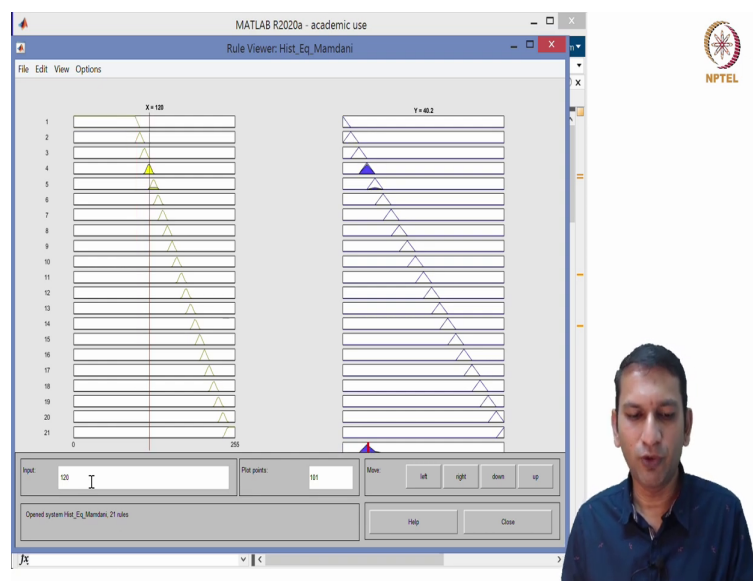 MATLAB R2020a - academic use
Rule Viewer: Hist_Eq_Mamdani
NPTEL
File Edit View Options
X = 120
Y = 40.2
1
2
3
4
5
6
7
8
9
10
11
12
13
14
15
16
17
18
19
20
21
0
255
Input:
120
Plot points:
101
Move:
left
right
down
up
Opened system Hist_Eq_Mamdani, 21 rules
Help
Close
fx